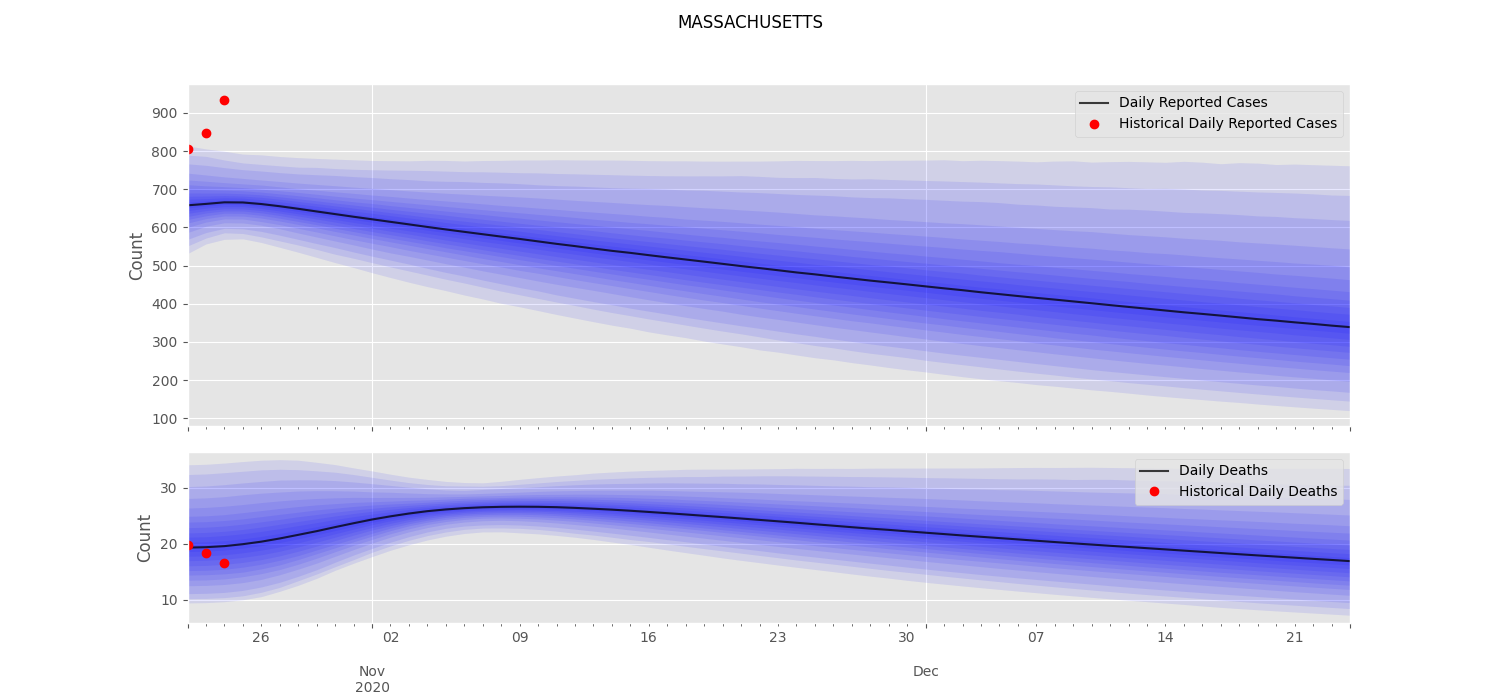 MASSACHUSETTS
Daily Reported Cases
Historical Daily Reported Cases
900
800
700
600
500
400
300
200
100
Count
Daily Deaths
Historical Daily Deaths
30
20
10
Count
26 02 09 16 23 30 07 14 21
Nov Dec
2020